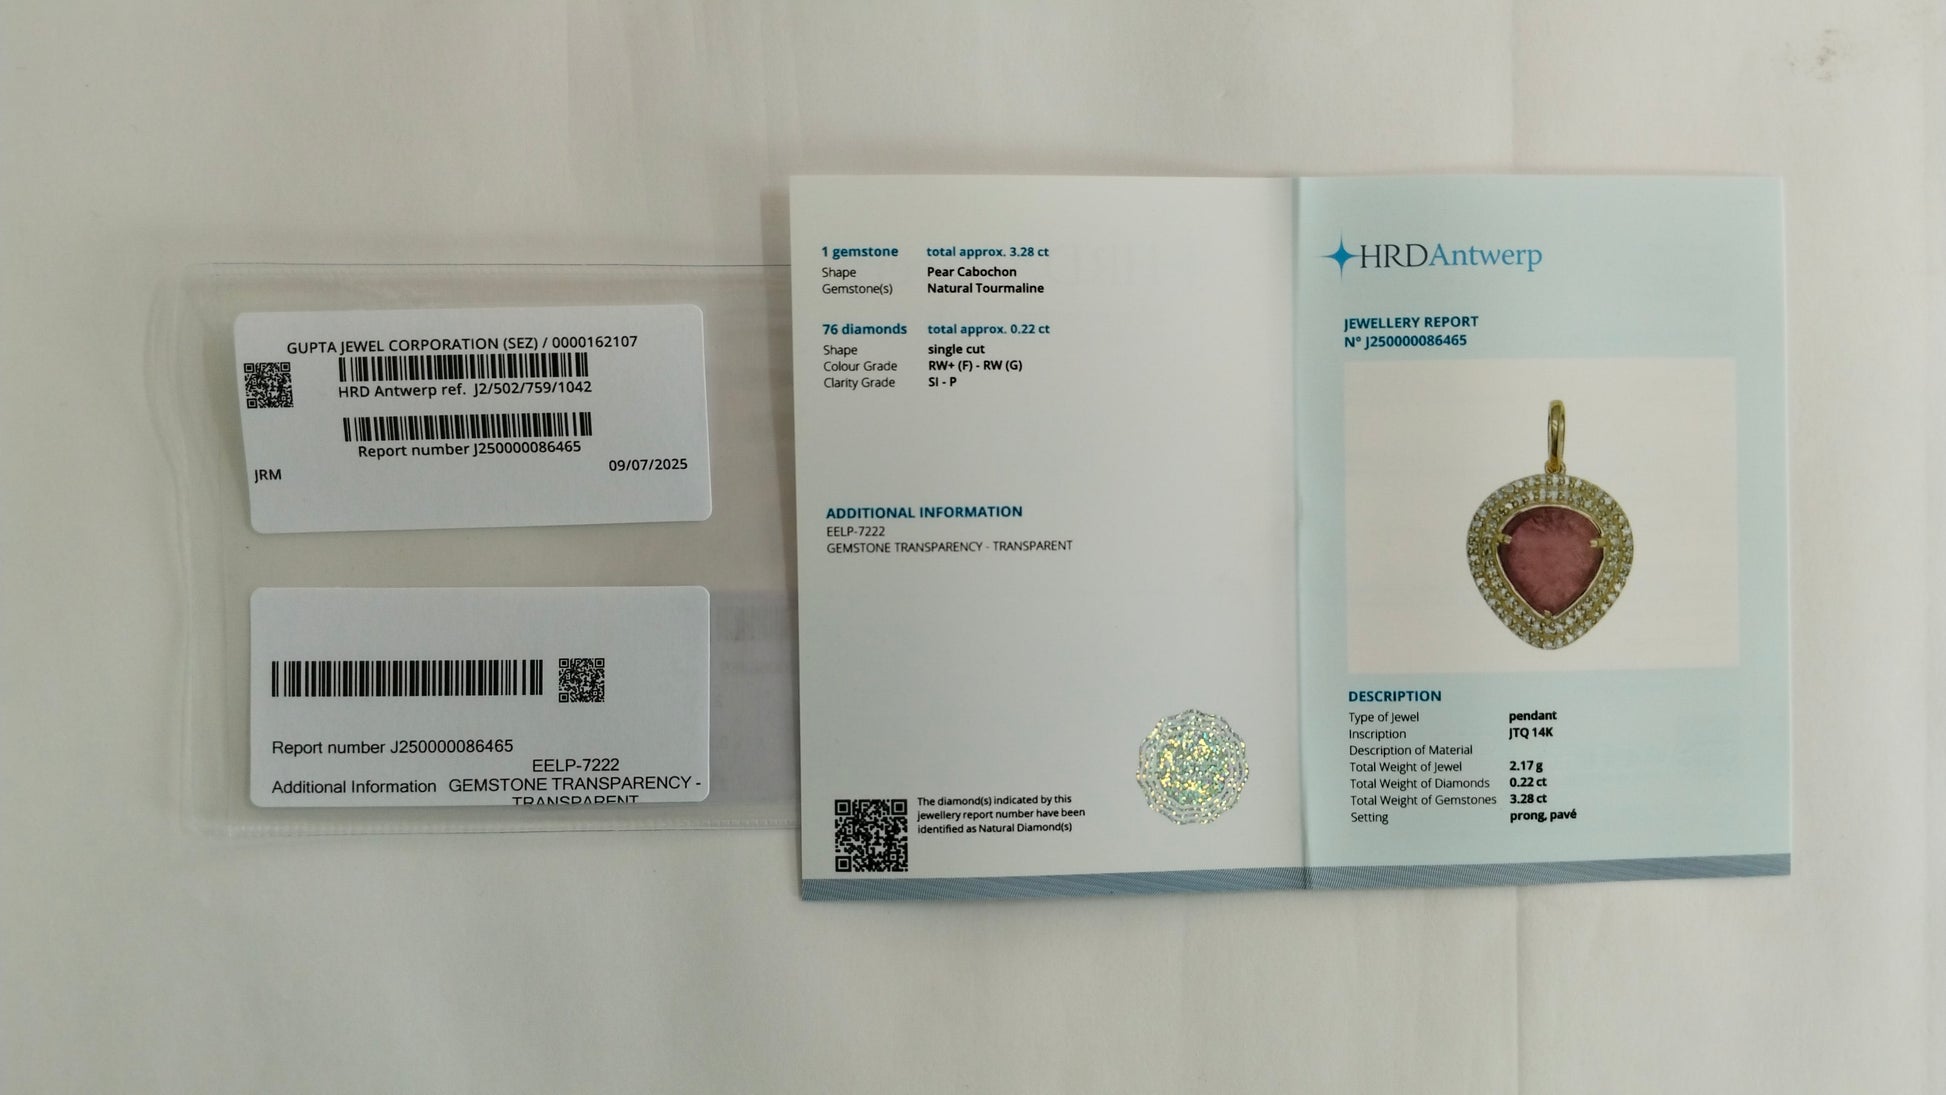 GUPTA JEWEL CORPORATION (SEZ) / 0000162107
HRD Antwerp ref. J2/502/759/1042
Report number J250000086465
JRM
09/07/2025
Report number J250000086465
EELP-7222
Additional Information GEMSTONE TRANSPARENCY -
TRANSPARENT
1 gemstone total approx. 3.28 ct
Shape Pear Cabochon
Gemstone(s) Natural Tourmaline
76 diamonds total approx. 0.22 ct
Shape single cut
Colour Grade RW+ (F) - RW (G)
Clarity Grade SI - P
ADDITIONAL INFORMATION
EELP-7222
GEMSTONE TRANSPARENCY - TRANSPARENT
The diamond(s) indicated by this
jewellery report number have been
identified as Natural Diamond(s)
HRDAntwerp
JEWELLERY REPORT
N° J250000086465
DESCRIPTION
Type of Jewel pendant
Inscription JTQ 14K
Description of Material
Total Weight of Jewel 2.17 g
Total Weight of Diamonds 0.22 ct
Total Weight of Gemstones 3.28 ct
Setting prong, pavé